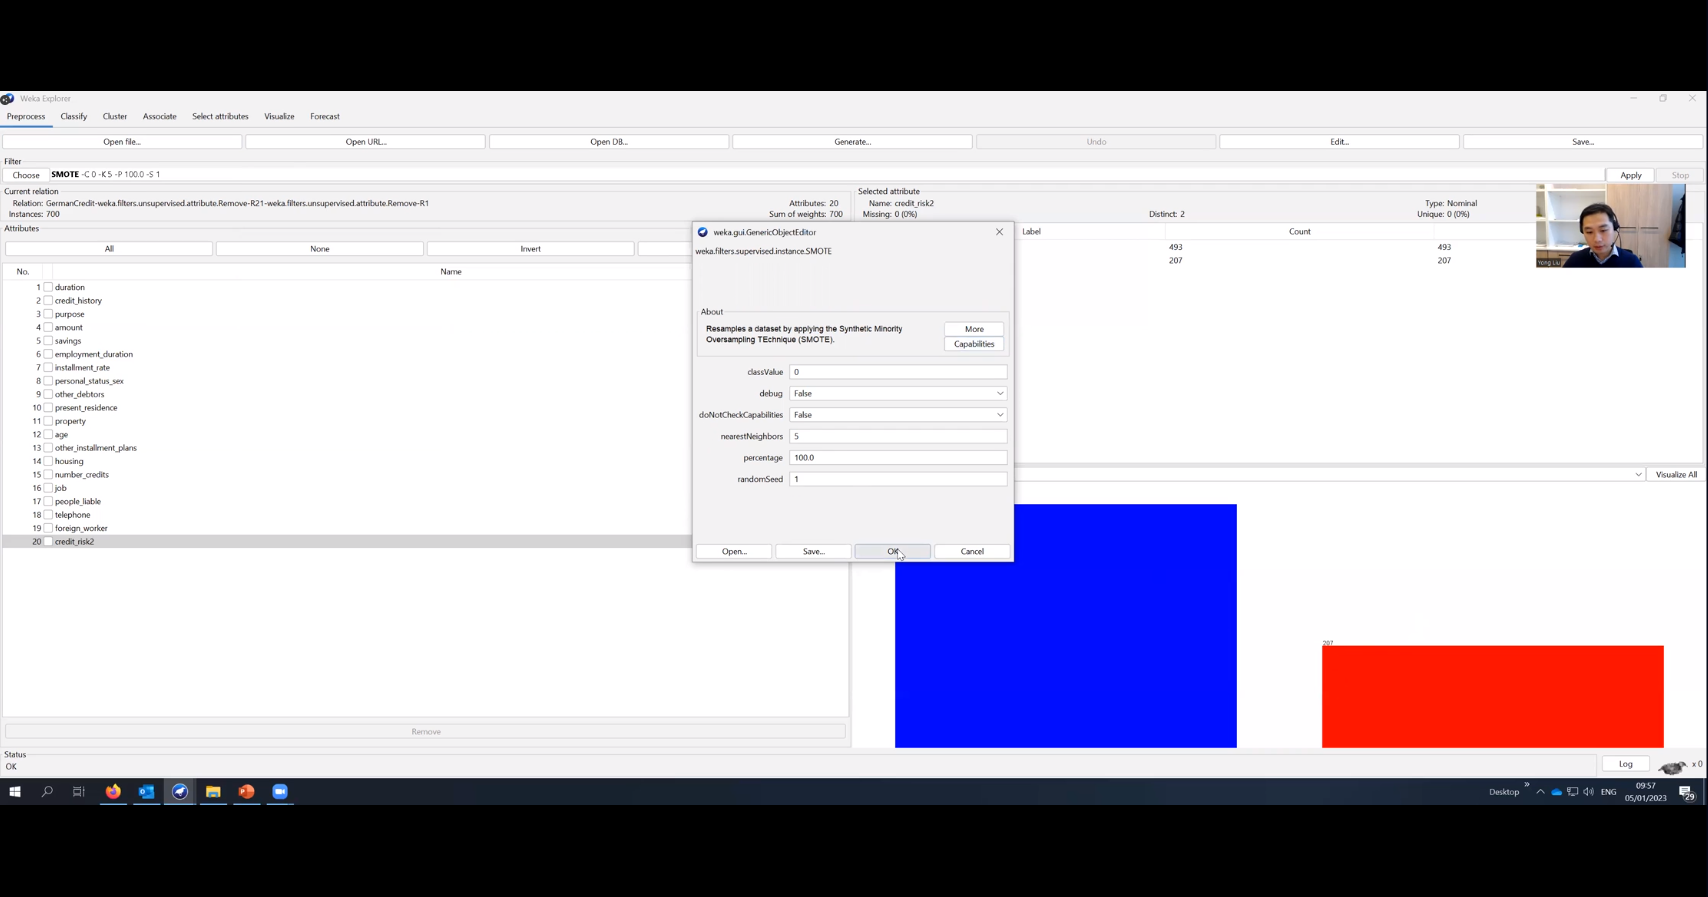 Weka Explorer
Preprocess Classify Cluster Associate Select attributes Visualize Forecast
Open file... Open URL... Open DB... Generate... Undo Edit... Save...
Filter
Choose SMOTE -C 0 -K 5 -P 100.0 -S 1 Apply Stop
Current relation
Relation: GermanCredit-weka.filters.unsupervised.attribute.Remove-R21-weka.filters.unsupervised.attribute.Remove-R1 Attributes: 20
Instances: 700 Sum of weights: 700
Selected attribute
Name: credit_risk2 Type: Nominal
Missing: 0 (0%) Distinct: 2 Unique: 0 (0%)
Attributes
All None Invert
No. Name
1 duration
2 credit_history
3 purpose
4 amount
5 savings
6 employment_duration
7 installment_rate
8 personal_status_sex
9 other_debtors
10 present_residence
11 property
12 age
13 other_installment_plans
14 housing
15 number_credits
16 job
17 people_liable
18 telephone
19 foreign_worker
20 credit_risk2
Remove
weka.gui.GenericObjectEditor
weka.filters.supervised.instance.SMOTE
About
Resamples a dataset by applying the Synthetic Minority
Oversampling TEchnique (SMOTE).
More
Capabilities
classValue 0
debug False
doNotCheckCapabilities False
nearestNeighbors 5
percentage 100.0
randomSeed 1
Open... Save... OK Cancel
Label Count
493 493
207 207
Yong Liu
Visualize All
207
Status
OK
Log x 0
Desktop ENG 09:57
05/01/2023 29